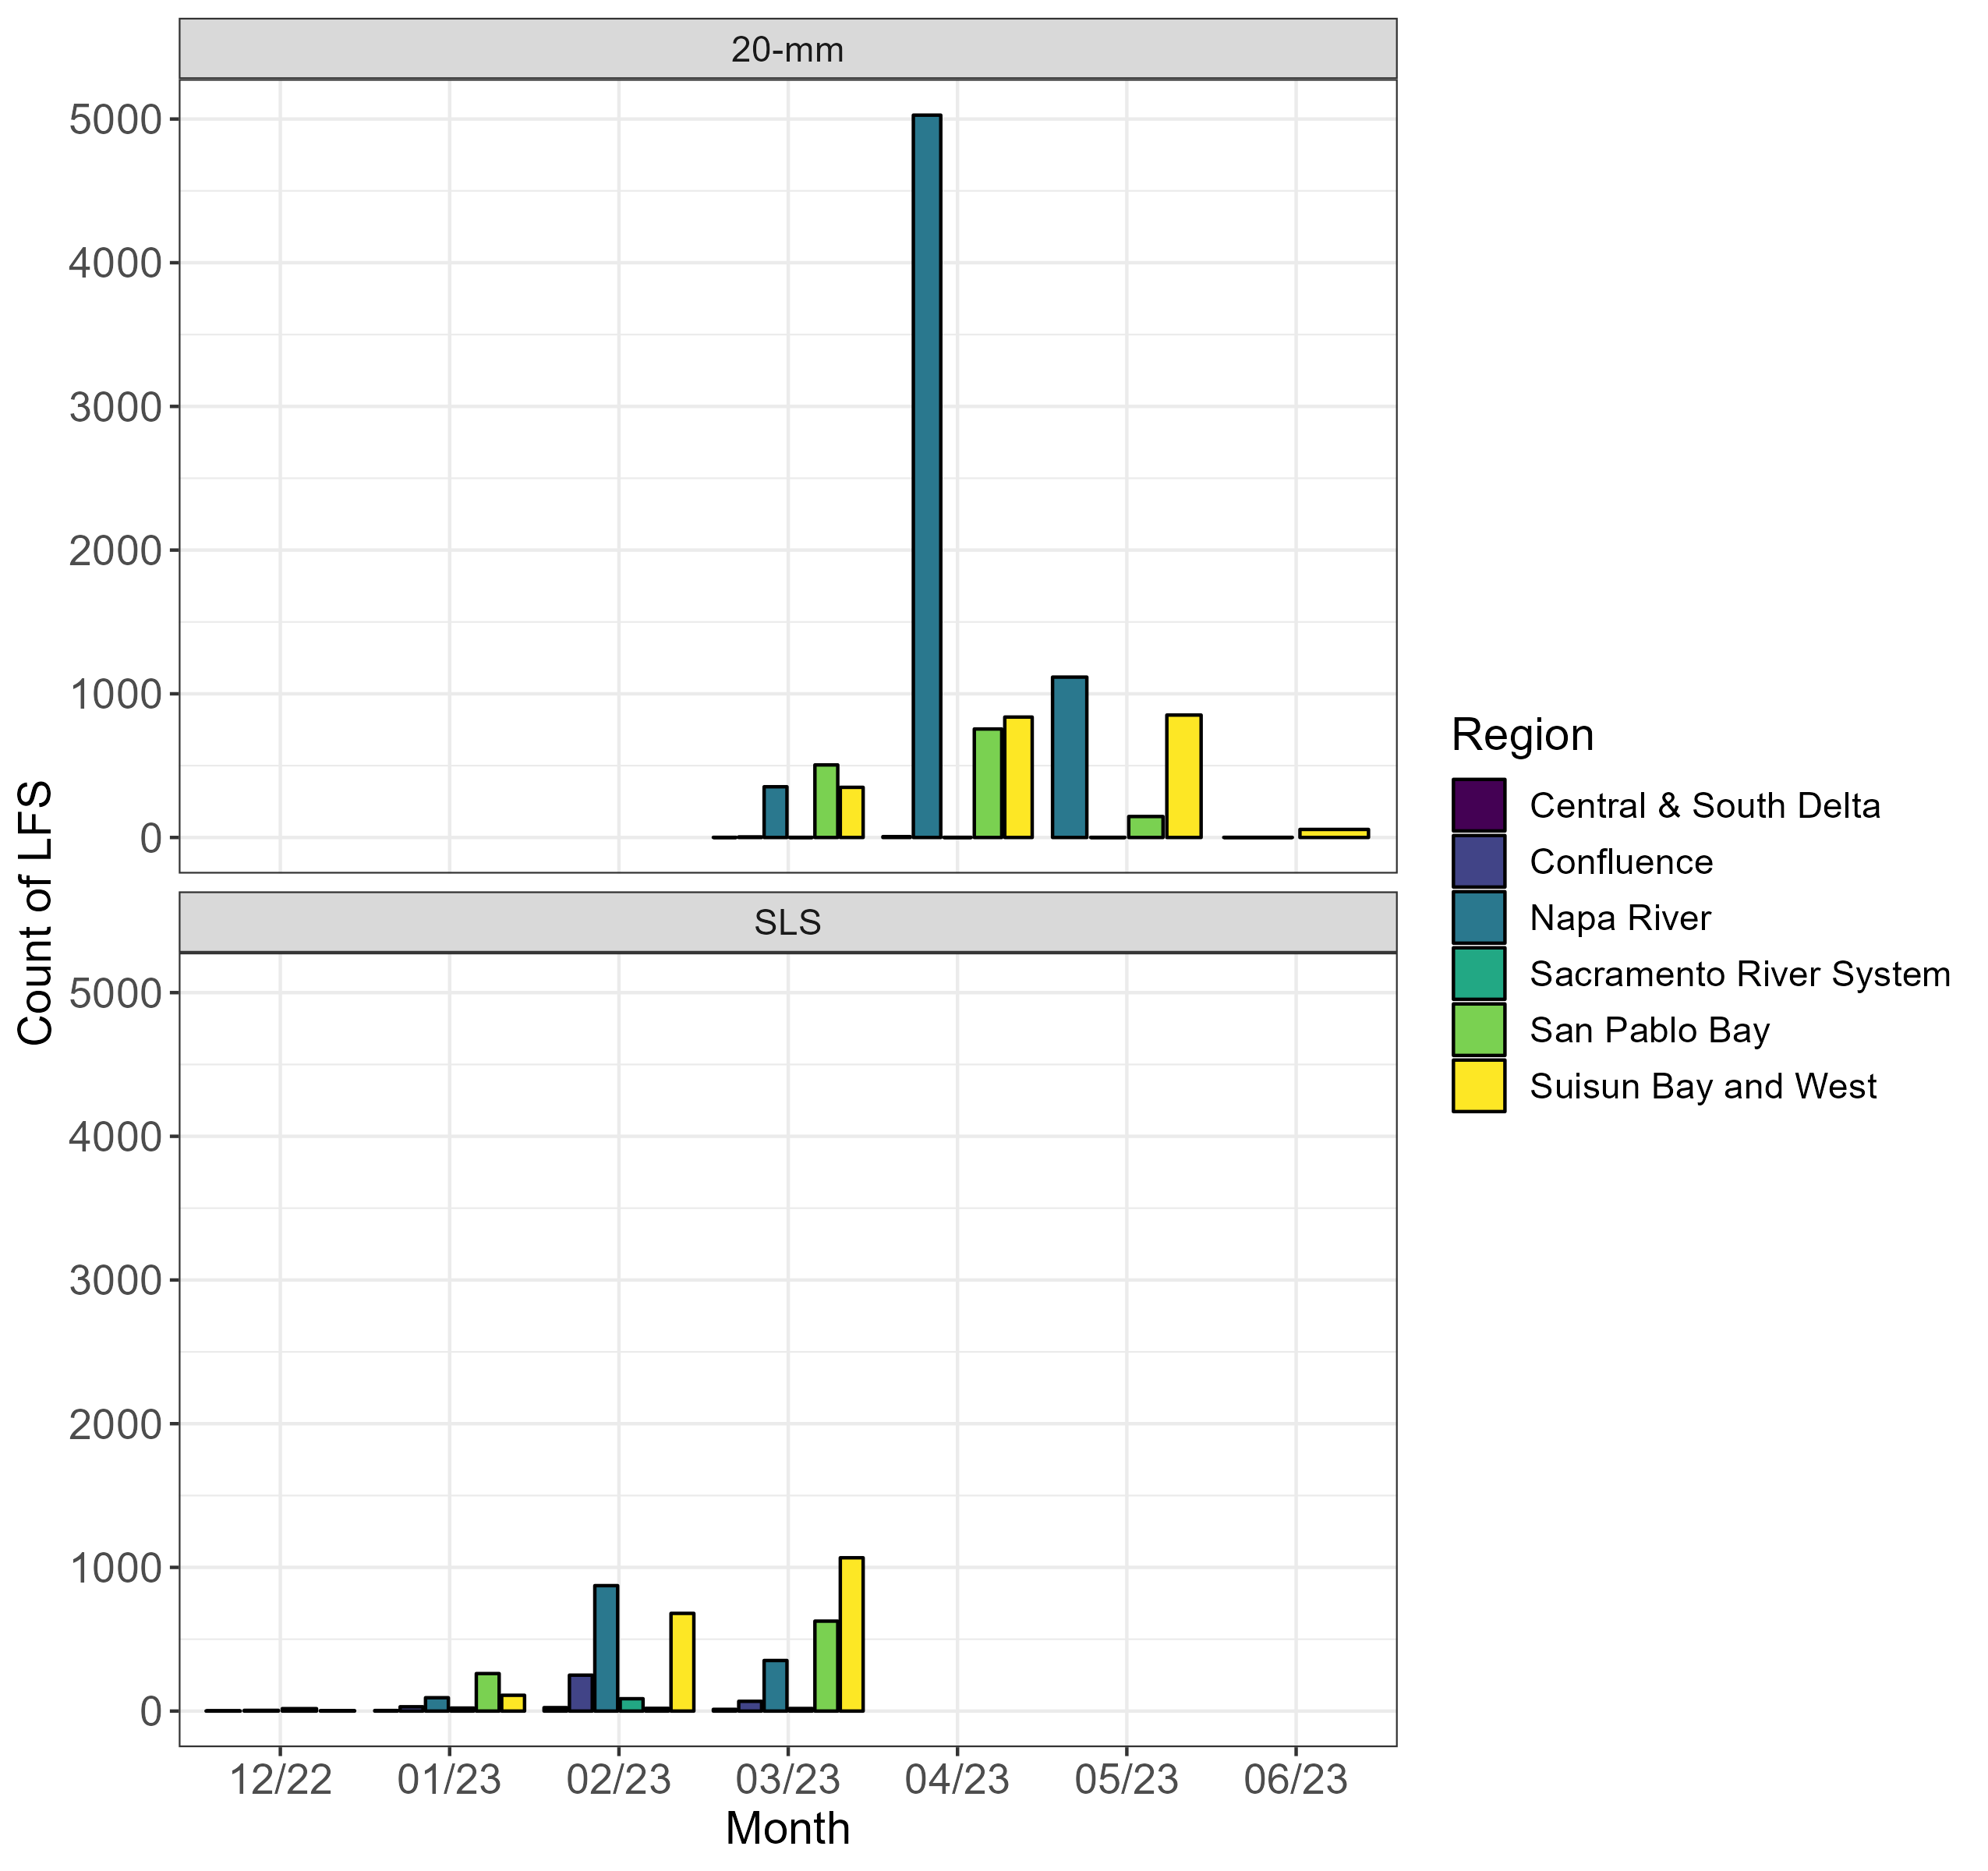 20-mm
5000
4000
3000
2000
1000
0
SLS
5000
4000
3000
2000
1000
0
12/22 01/23 02/23 03/23 04/23 05/23 06/23
Month
Count of LFS
Region
Central & South Delta
Confluence
Napa River
Sacramento River System
San Pablo Bay
Suisun Bay and West